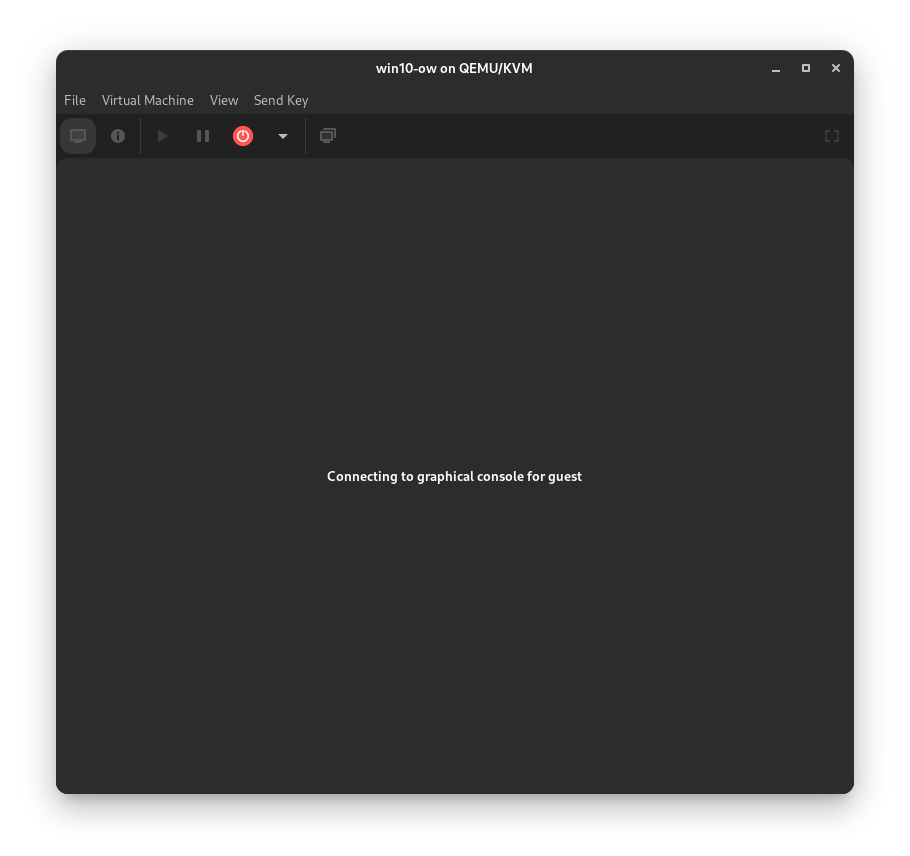 win10-ow on QEMU/KVM
File Virtual Machine View Send Key
Connecting to graphical console for guest